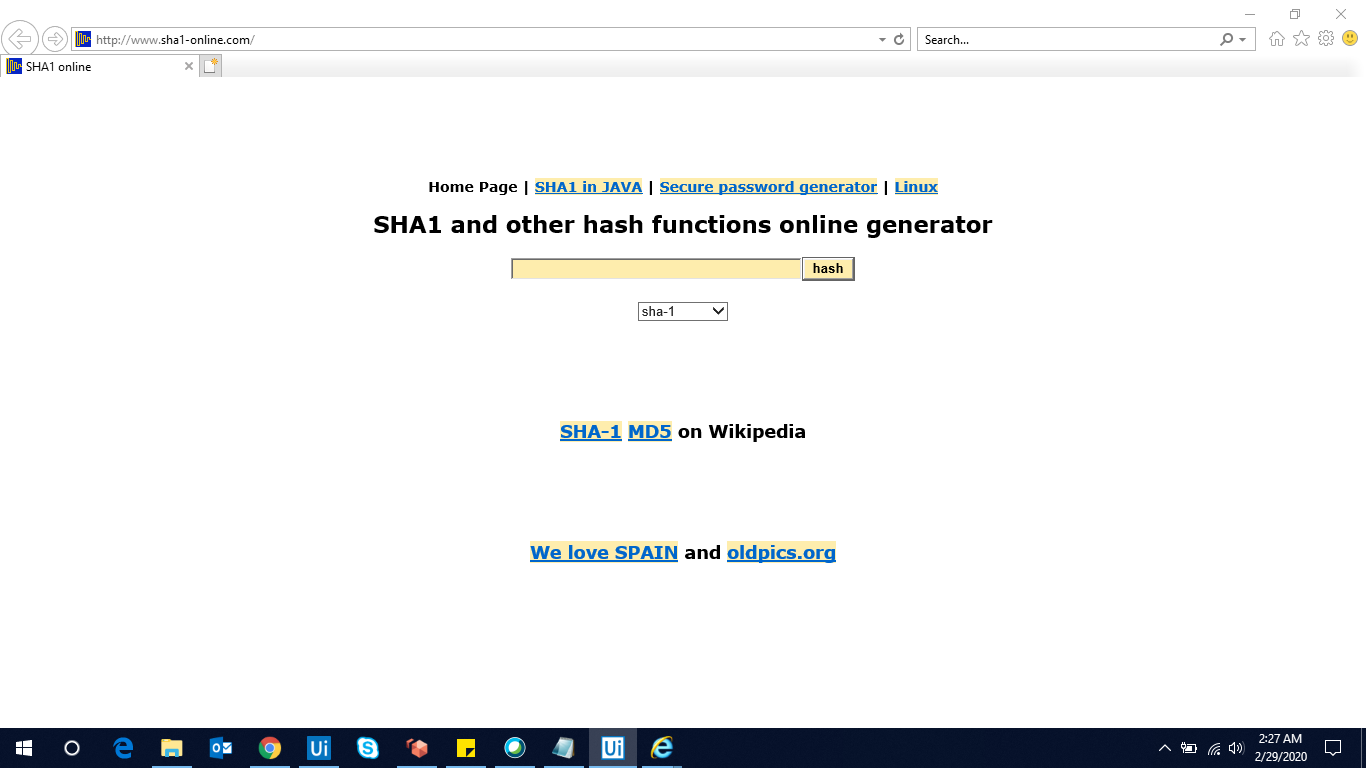 http://www.sha1-online.com/
Search...
SHA1 online
Home Page | SHA1 in JAVA | Secure password generator | Linux
SHA1 and other hash functions online generator
hash
sha-1
SHA-1 MD5 on Wikipedia
We love SPAIN and oldpics.org
Ui
Ui
2:27 AM
2/29/2020